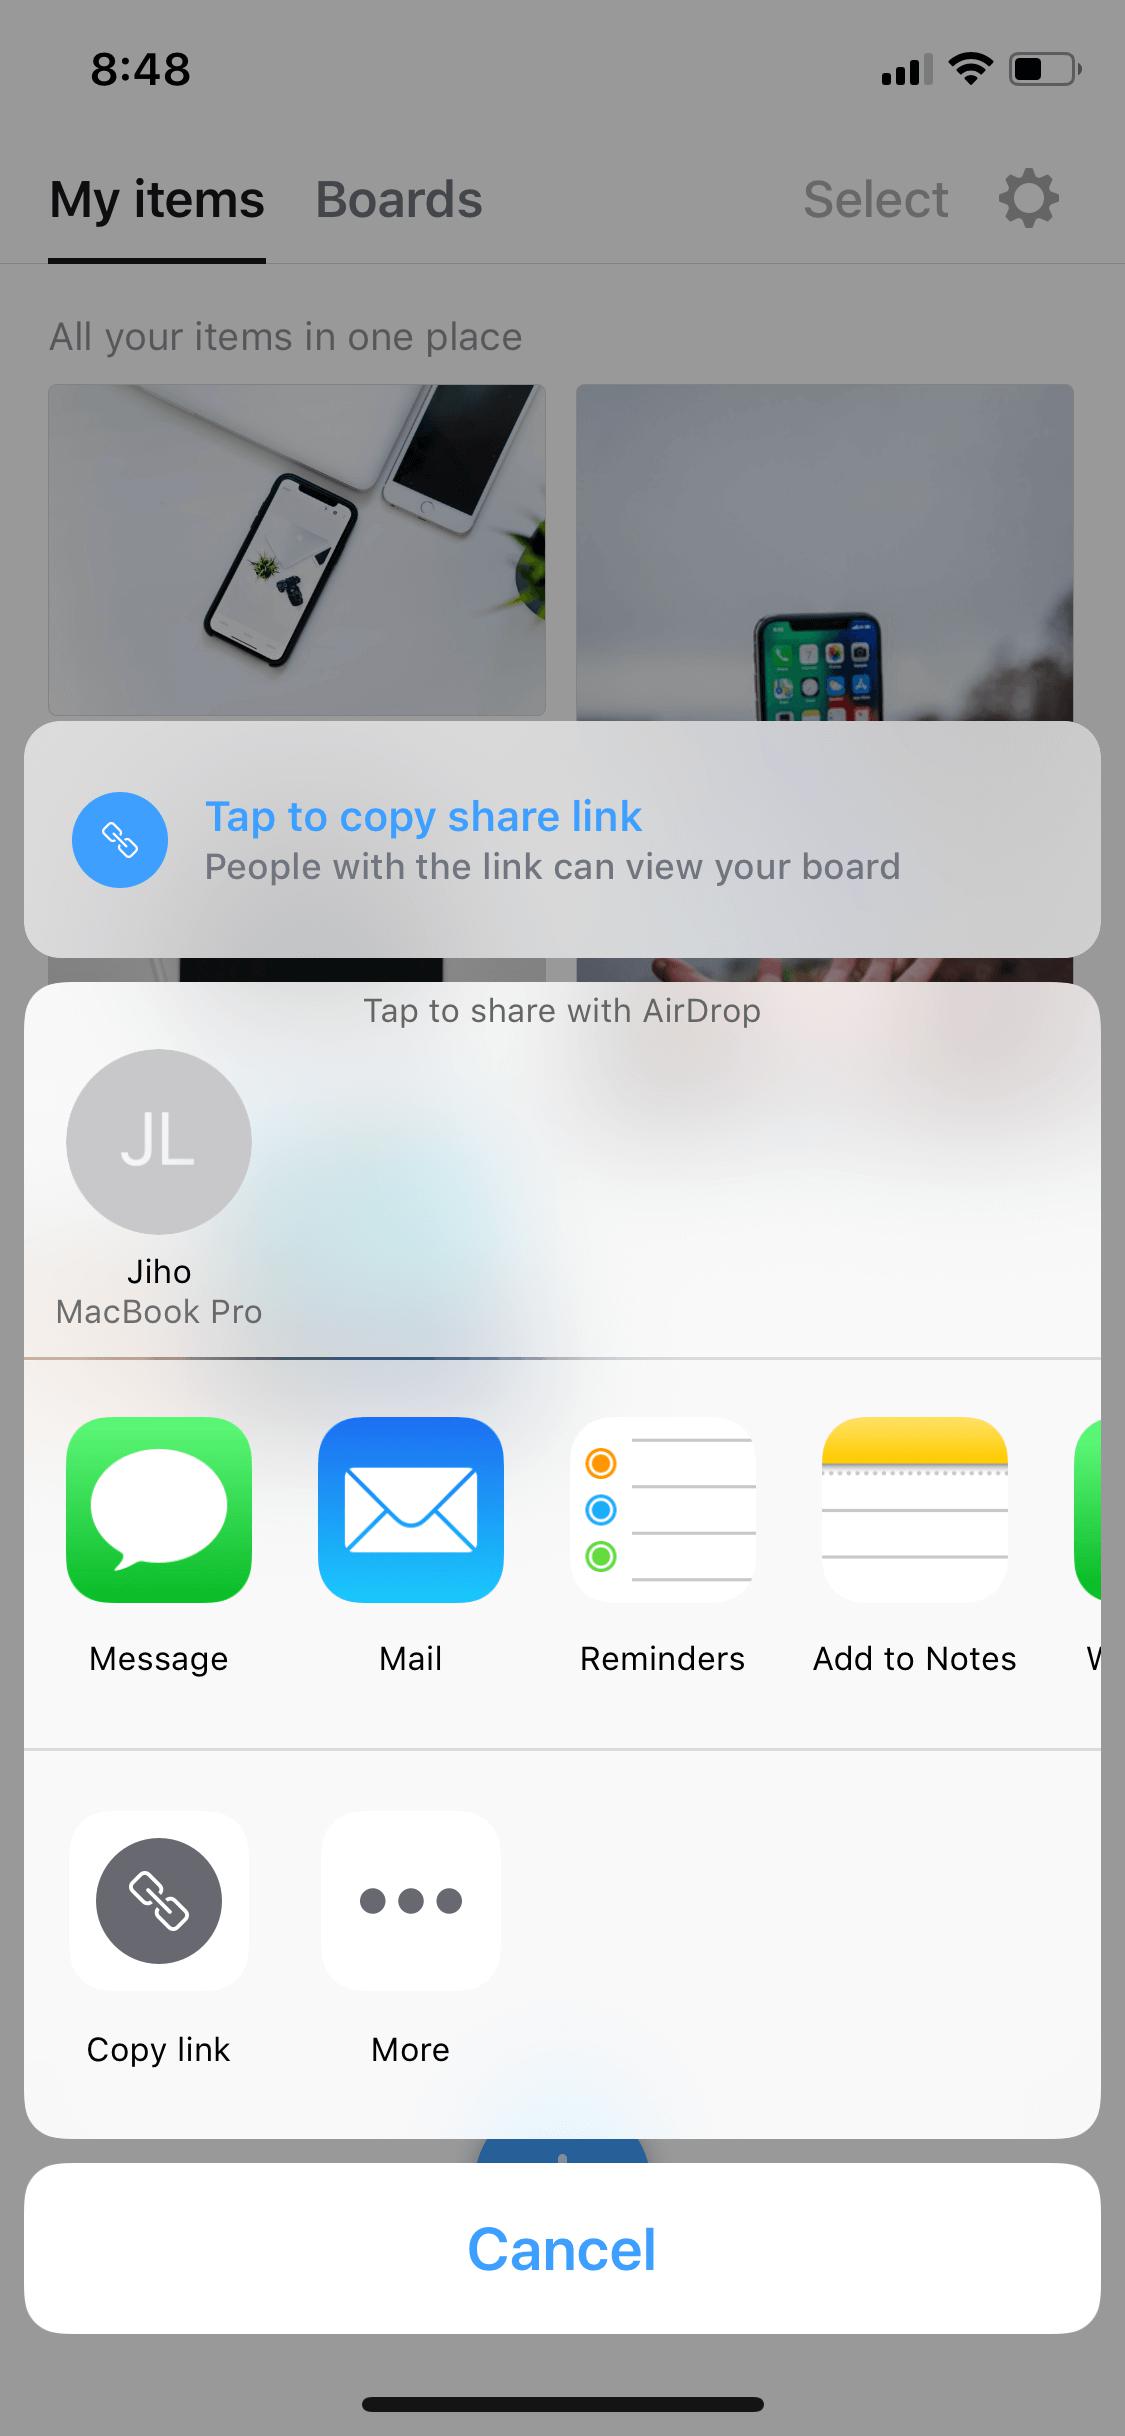 8:48
My items
Boards
Select
All your items in one place
Tap to copy share link
People with the link can view your board
Tap to share with AirDrop
JL
Jiho
MacBook Pro
Message
Mail
Reminders
Add to Notes
Copy link
More
Cancel